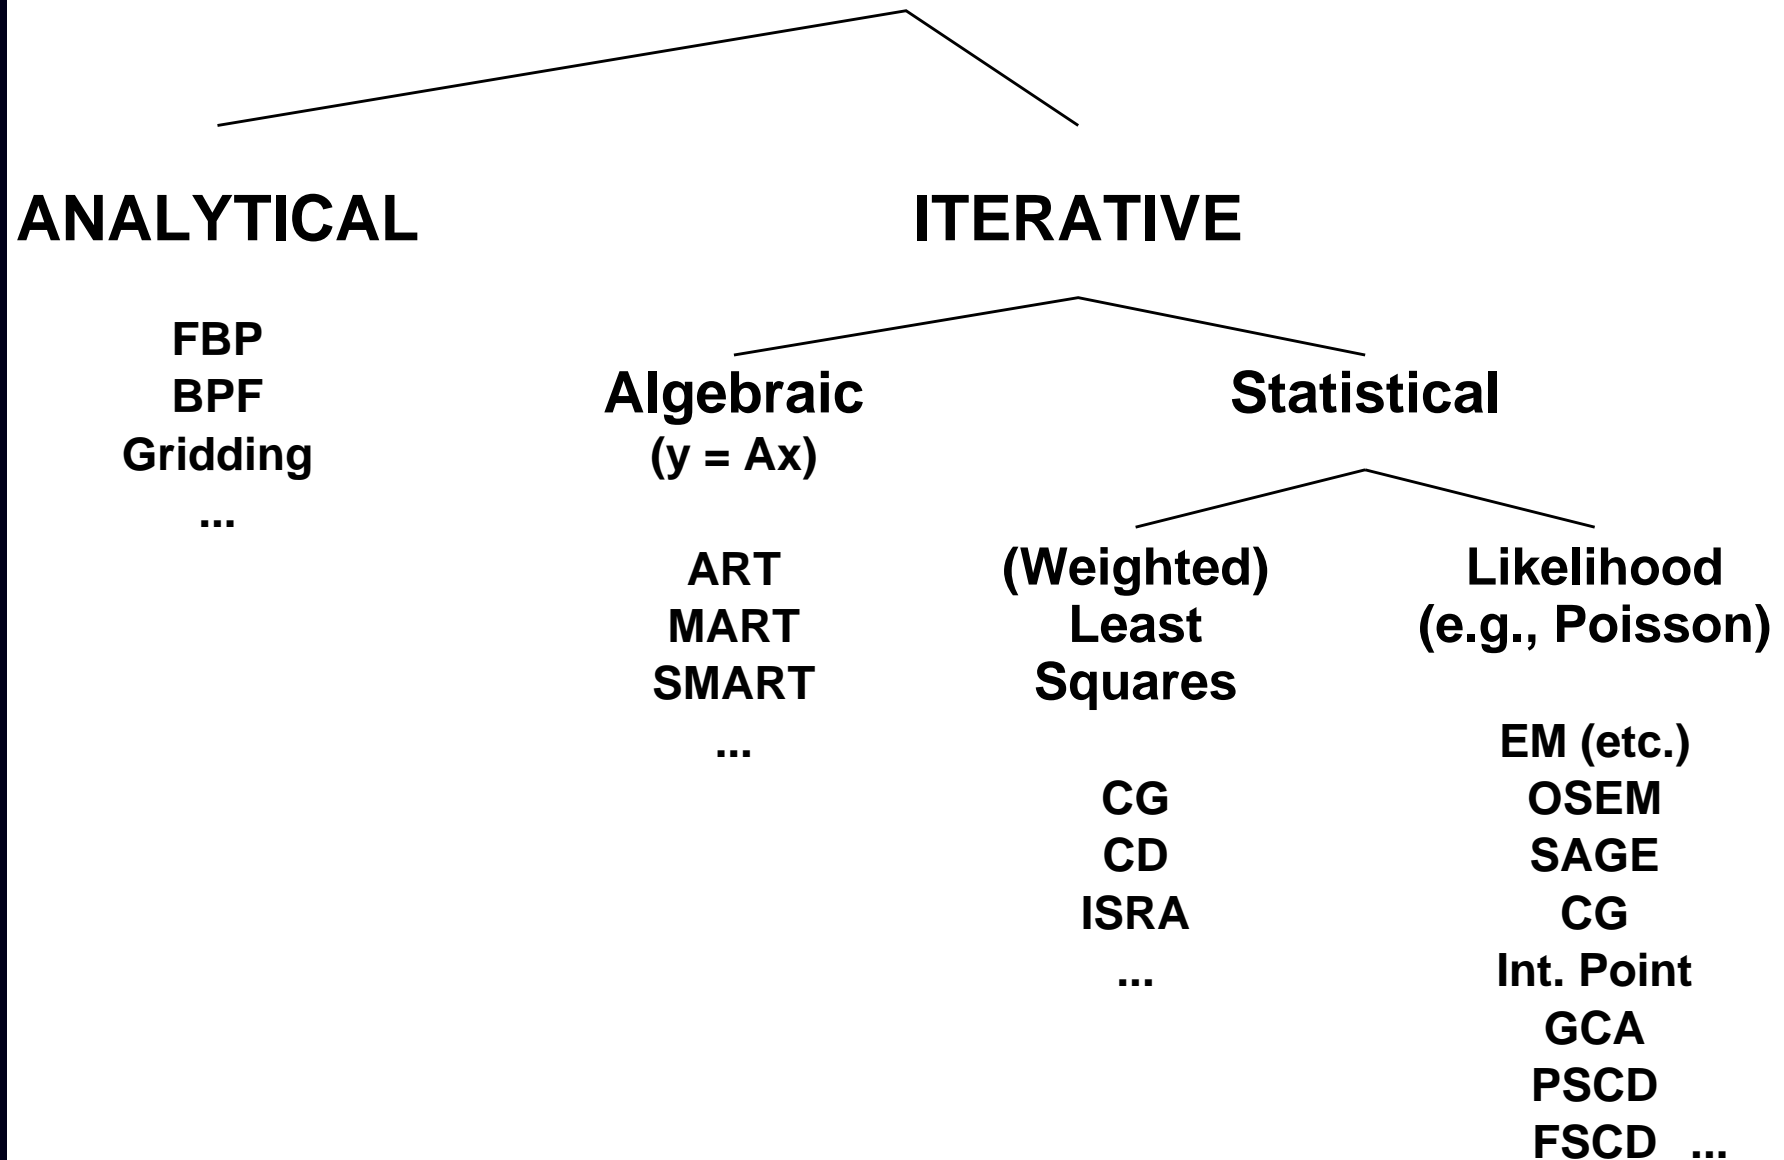 ANALYTICAL
FBP
BPF
Gridding
...
ITERATIVE
Algebraic
(y = Ax)
ART
MART
SMART
...
Statistical
(Weighted)
Least
Squares
CG
CD
ISRA
...
Likelihood
(e.g., Poisson)
EM (etc.)
OSEM
SAGE
CG
Int. Point
GCA
PSCD
FSCD ...